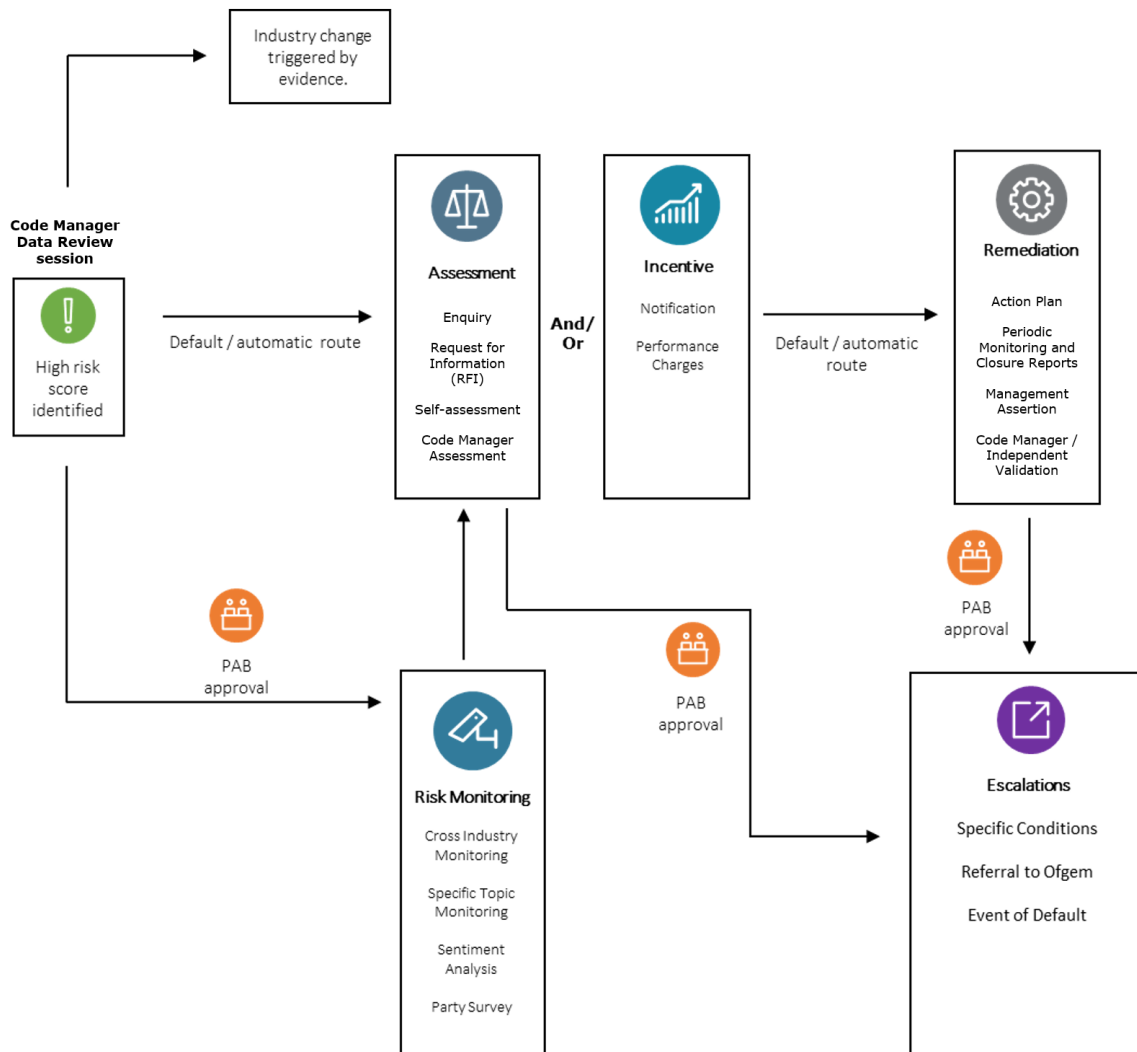 Industry change
triggered by
evidence.
Code Manager
Data Review
session
High risk
score
identified
Default / automatic route
Assessment
Enquiry
Request for
Information
(RFI)
Self-assessment
Code Manager
Assessment
And/
Or
Incentive
Notification
Performance
Charges
Default / automatic
route
Remediation
Action Plan
Periodic
Monitoring and
Closure Reports
Management
Assertion
Code Manager /
Independent
Validation
PAB
approval
PAB
approval
PAB
approval
Risk Monitoring
Cross Industry
Monitoring
Specific Topic
Monitoring
Sentiment
Analysis
Party Survey
Escalations
Specific Conditions
Referral to Ofgem
Event of Default